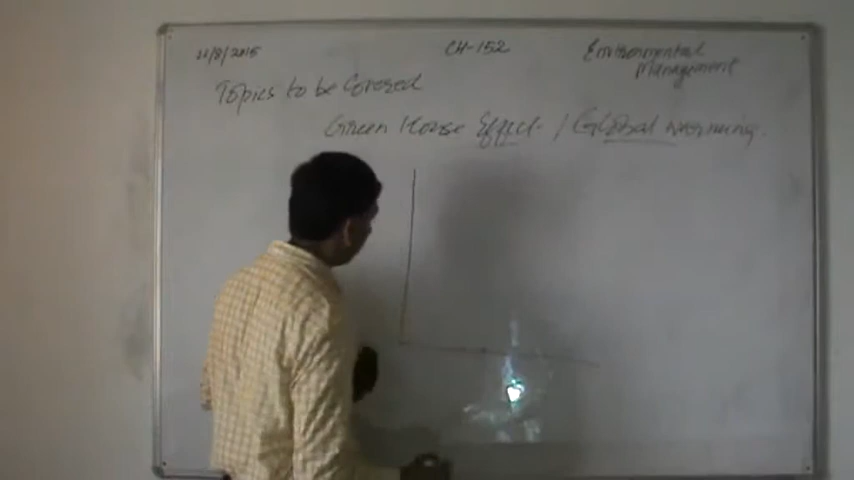 21/8/2015 CH-152 Environmental
Management
Topics to be Covered
Green House Effect / Global warming.